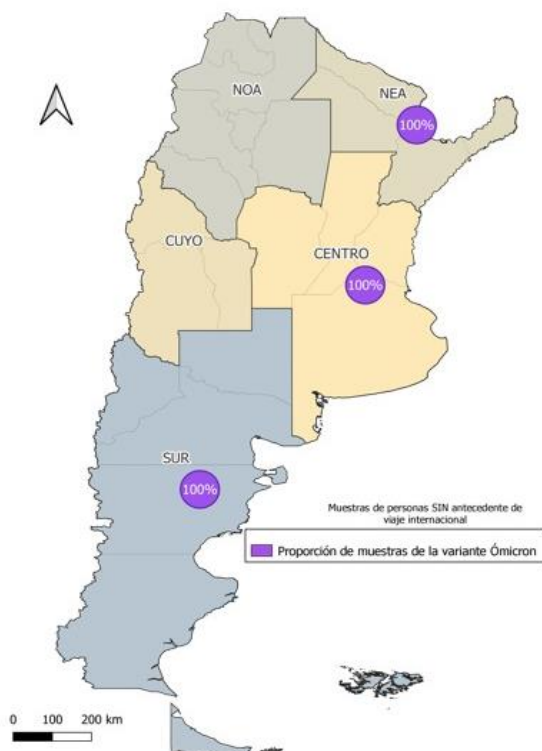 NOA
NEA
100%
CUYO
CENTRO
100%
SUR
100%
Muestras de personas SIN antecedente de
viaje internacional
Proporción de muestras de la variante Ómicron
0 100 200 km